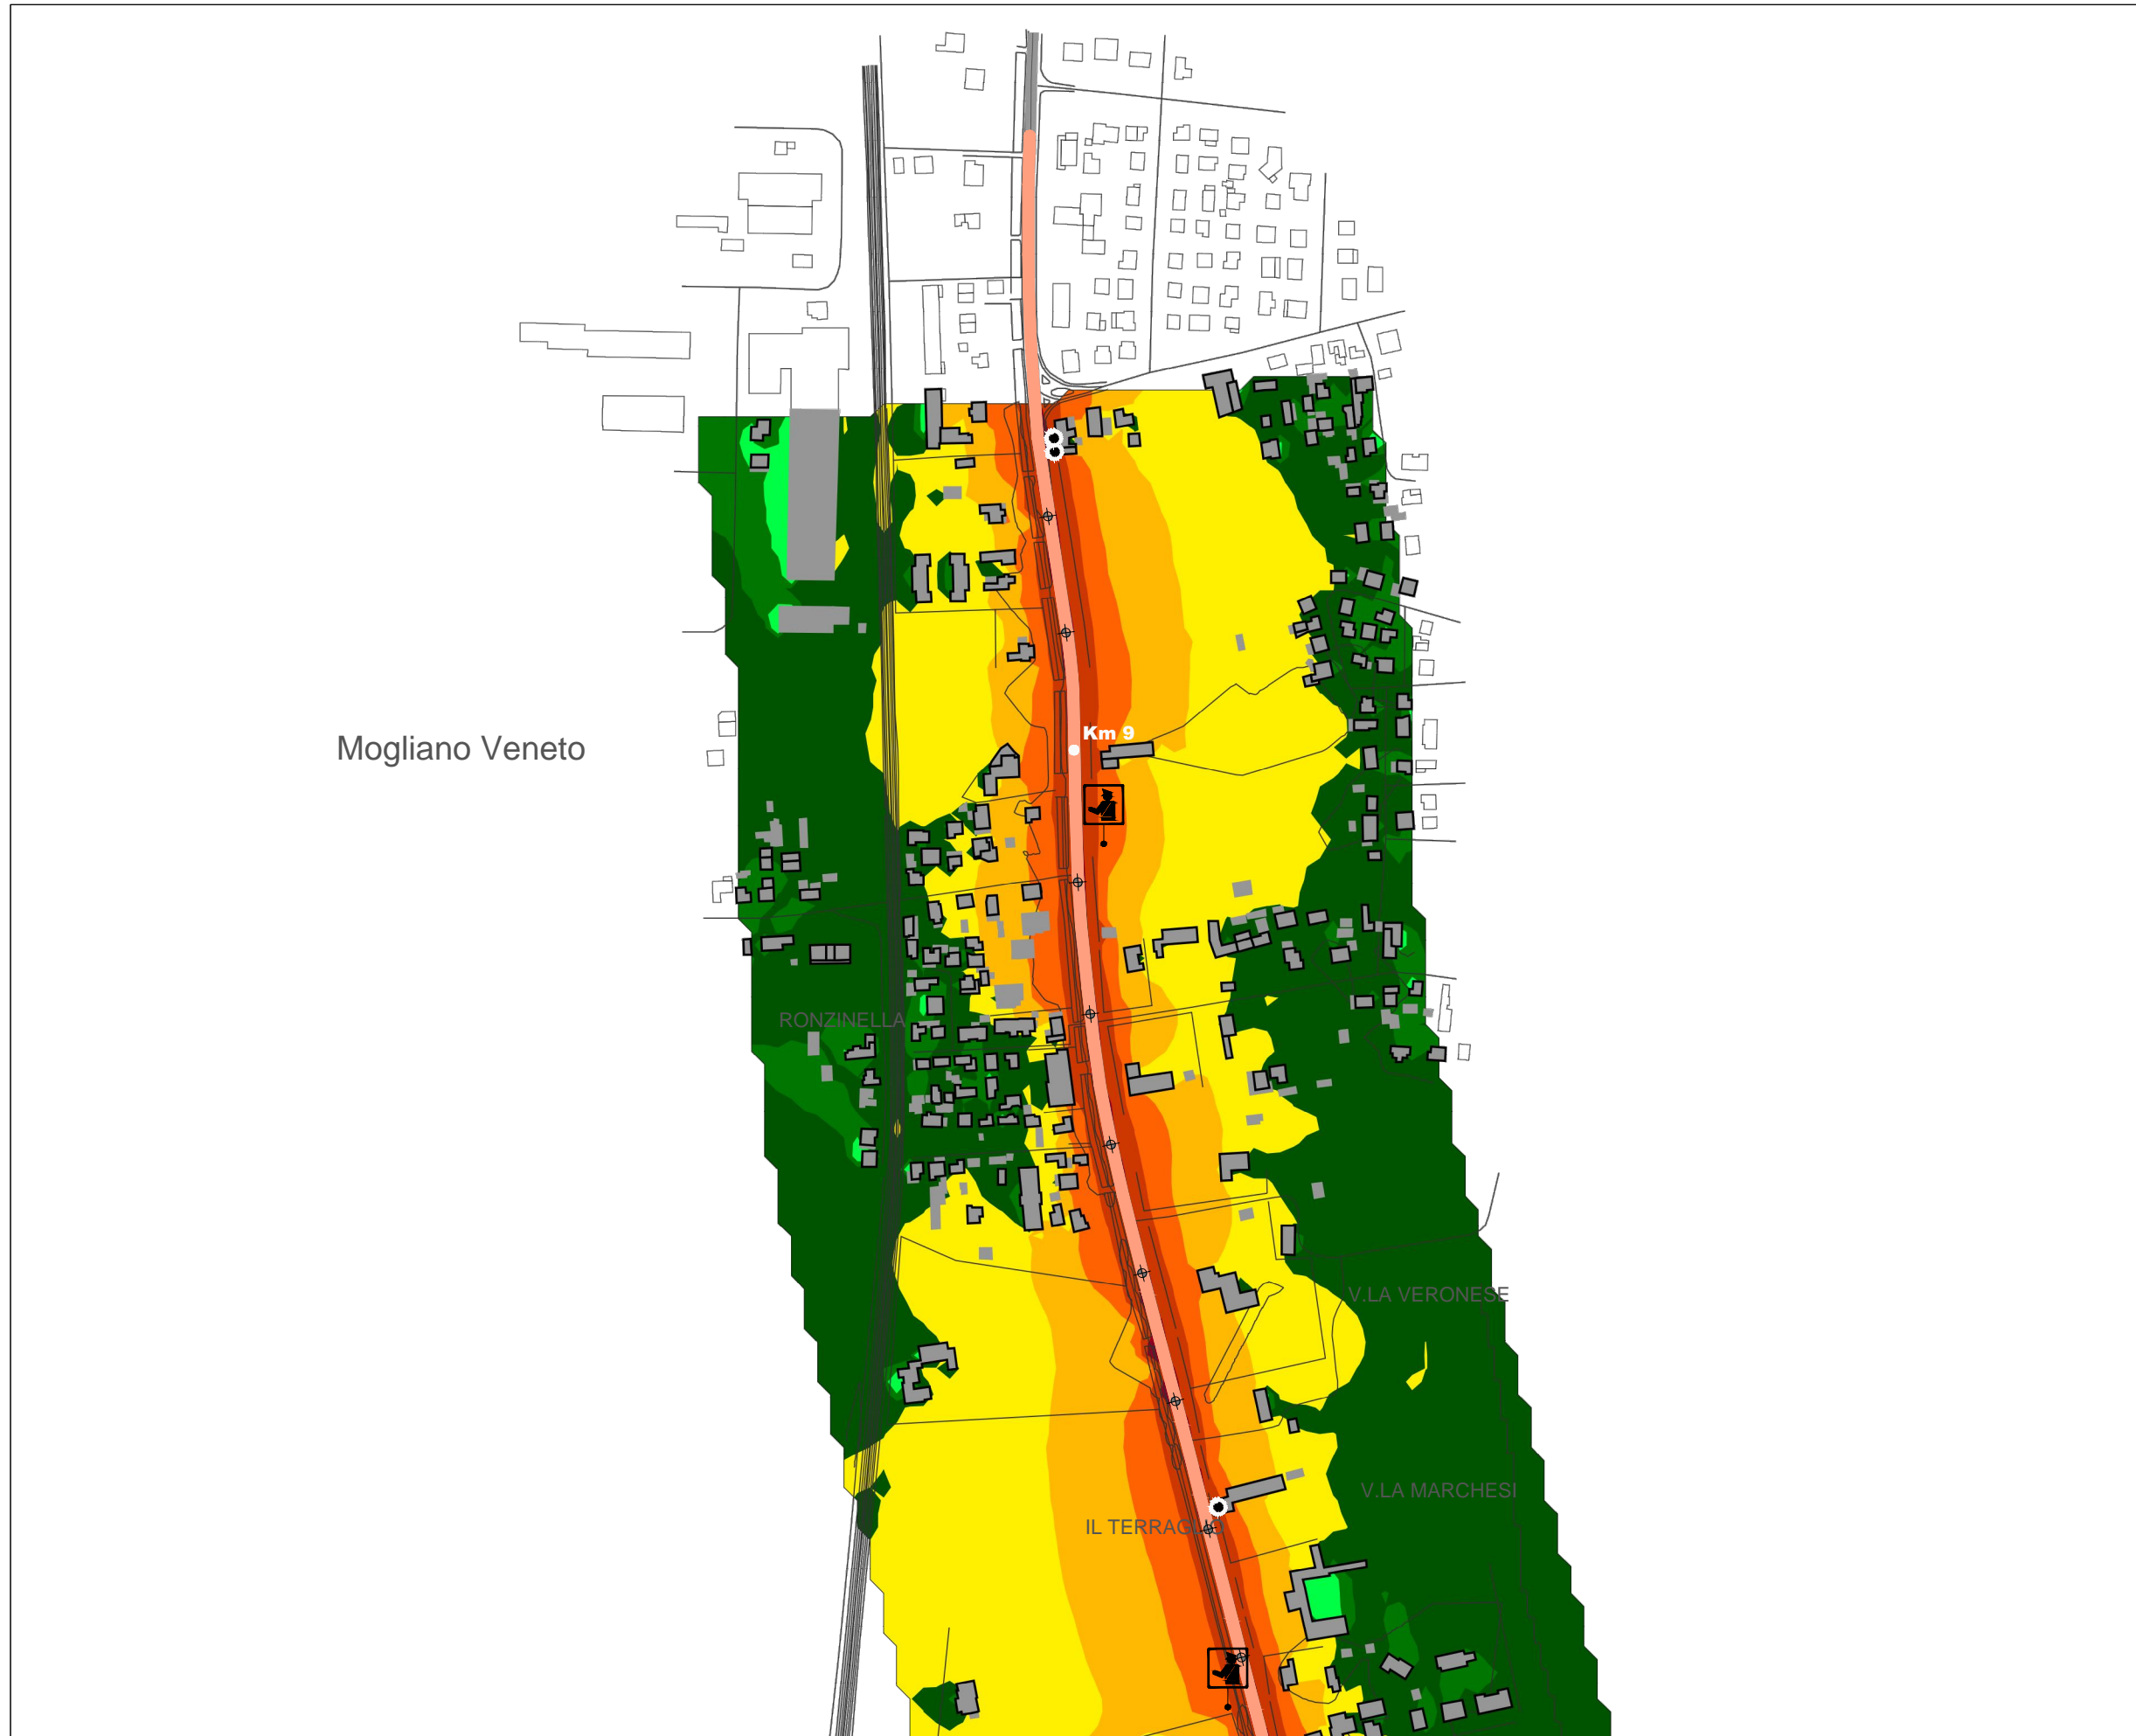 Km 9
Mogliano Veneto
RONZINELLA
V.LA VERONESE
V.LA MARCHESI
IL TERRAGLIO